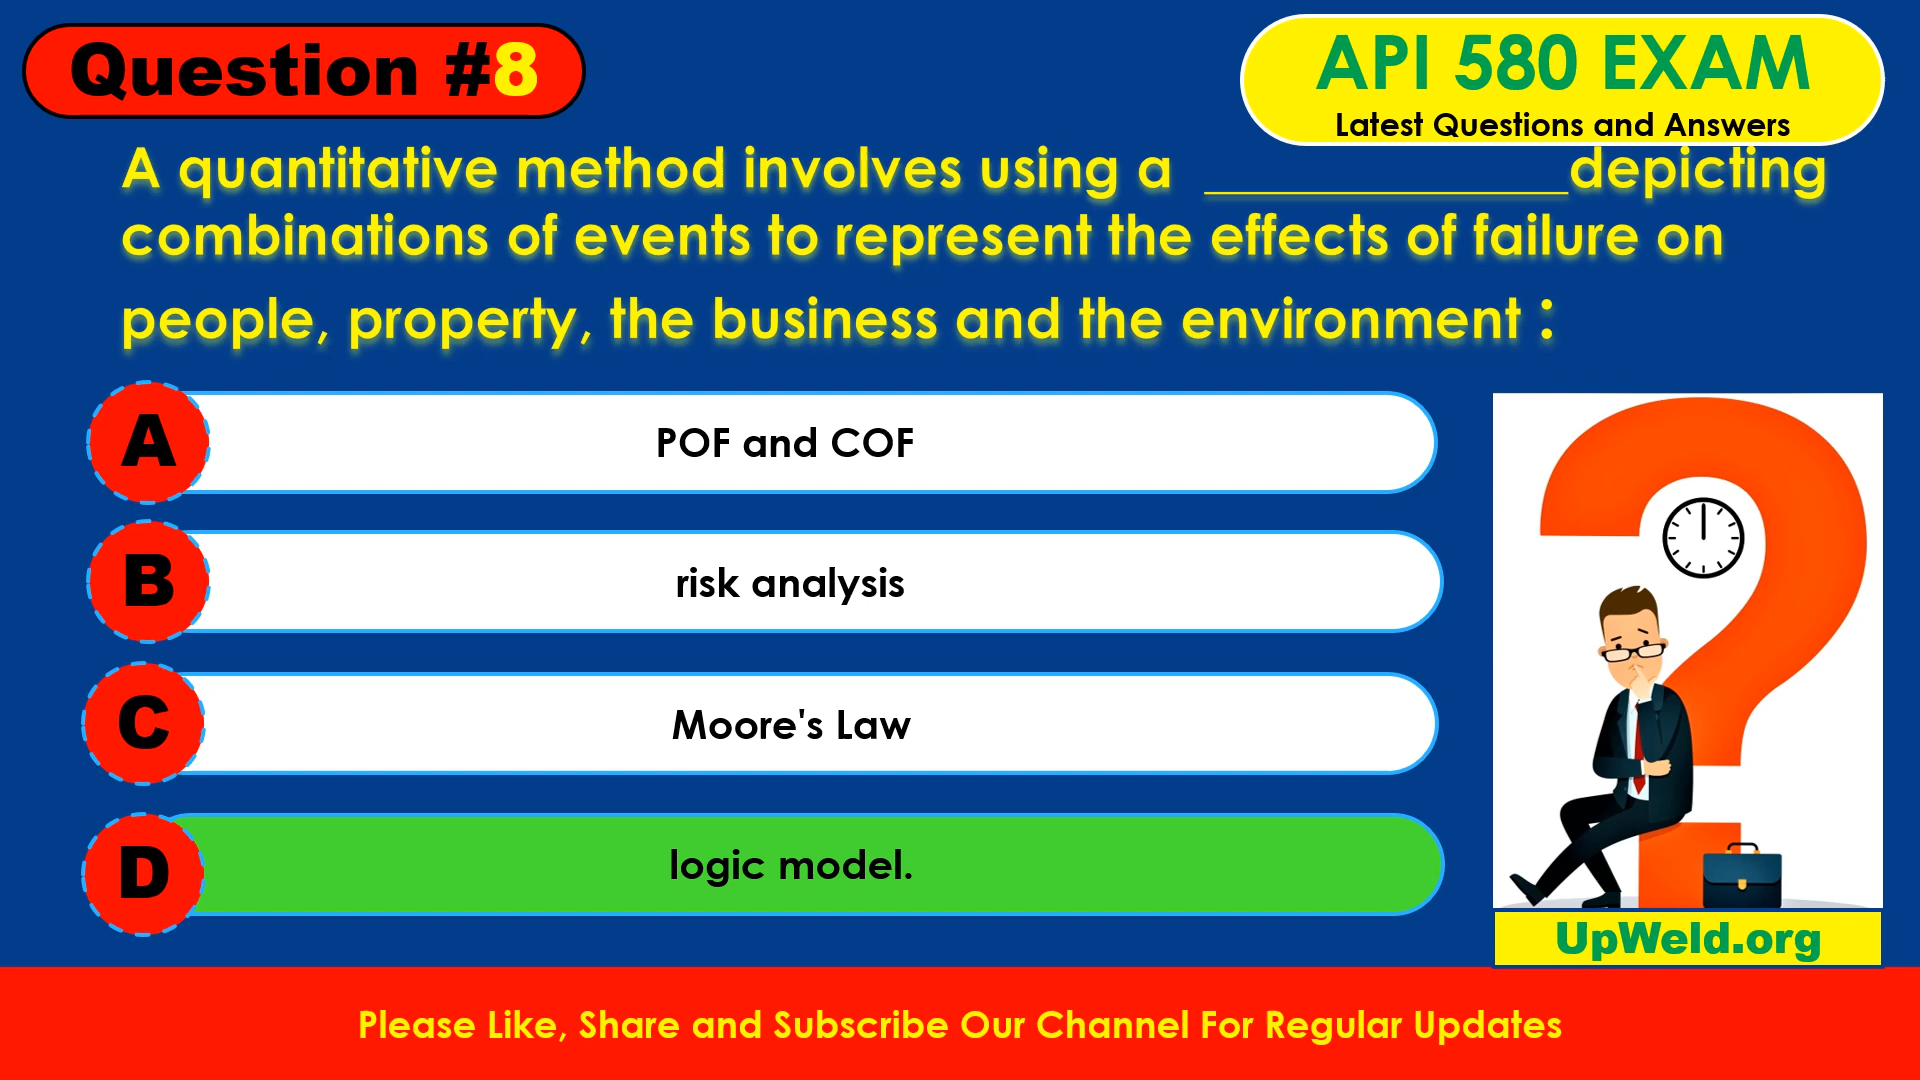 Question #8
API 580 EXAM
Latest Questions and Answers
A quantitative method involves using a ______________depicting
combinations of events to represent the effects of failure on
people, property, the business and the environment :
A
POF and COF
B
risk analysis
C
Moore's Law
D
logic model.
UpWeld.org
Please Like, Share and Subscribe Our Channel For Regular Updates